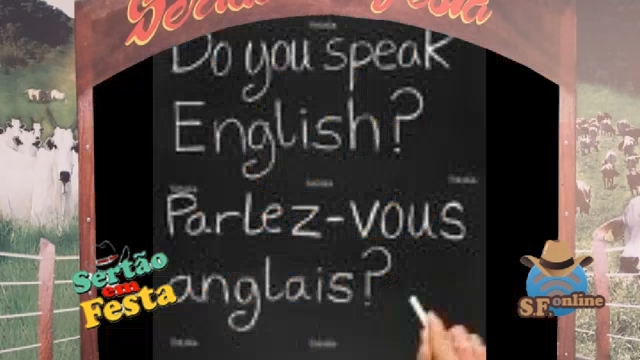 Sertão em Festa
Do you speak
English?
Parlez-vous
anglais?
Sertão
em
Festa
S.F. online